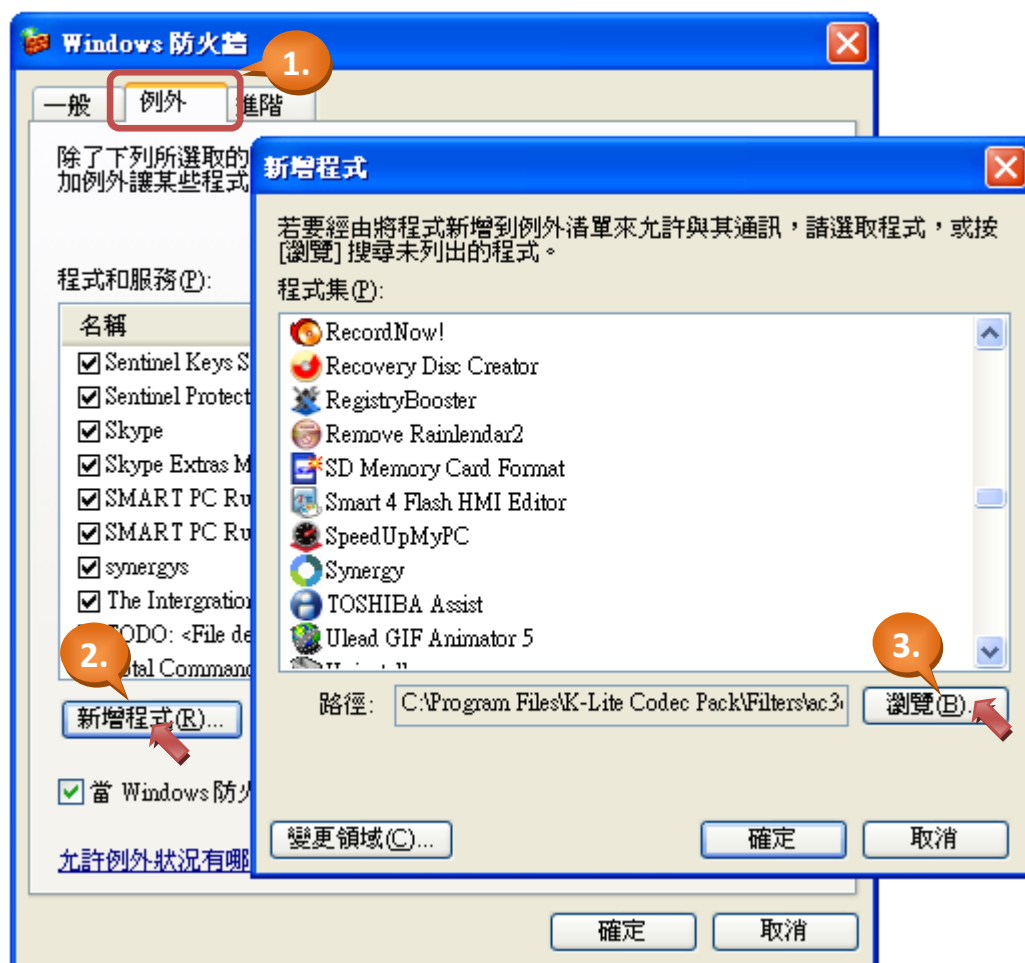 Windows 防火牆
1.
一般
例外
進階
除了下列所選取的
加例外讓某些程式
程式和服務(P):
名稱
Sentinel Keys S
Sentinel Protect
Skype
Skype Extras M
SMART PC Ru
SMART PC Ru
synergys
The Intergration
TODO: <File de
Total Command
2.
新增程式(R)...
當 Windows 防火
允許例外狀況有哪
確定
取消
新增程式
若要經由將程式新增到例外清單來允許與其通訊，請選取程式，或按
[瀏覽] 搜尋未列出的程式。
程式集(P):
RecordNow!
Recovery Disc Creator
RegistryBooster
Remove Rainlendar2
SD Memory Card Format
Smart 4 Flash HMI Editor
SpeedUpMyPC
Synergy
TOSHIBA Assist
Ulead GIF Animator 5
3.
路徑:
C:\Program Files\K-Lite Codec Pack\Filters\ac3
瀏覽(B)...
變更領域(C)...
確定
取消